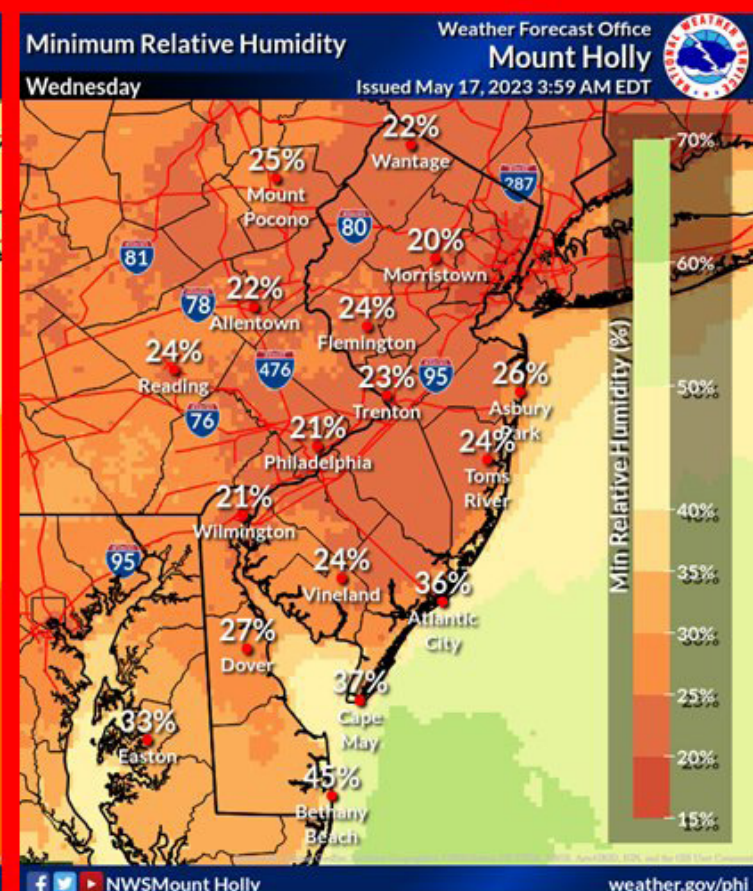 Minimum Relative Humidity
Weather Forecast Office
Mount Holly
Wednesday
Issued May 17, 2023 3:59 AM EDT
NATIONAL WEATHER SERVICE
22%
Wantage
25%
Mount
Pocono
287
80
81
20%
Morristown
22%
Allentown
78
24%
Flemington
24%
Reading
476
23%
Trenton
95
26%
Asbury
Park
76
21%
Philadelphia
24%
Toms
River
21%
Wilmington
95
24%
Vineland
36%
Atlantic
City
27%
Dover
37%
Cape
May
33%
Easton
45%
Bethany
Beach
70%
60%
50%
40%
35%
30%
25%
20%
15%
Min Relative Humidity (%)
NWSMount Holly
weather.gov/phi